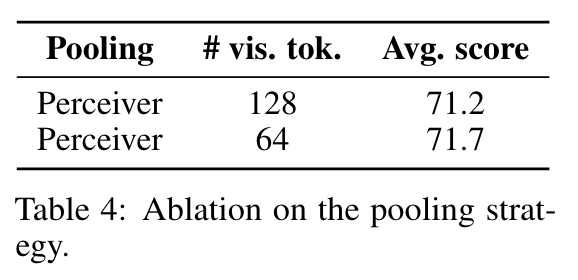 Pooling # vis. tok. Avg. score
Perceiver 128 71.2
Perceiver 64 71.7
Table 4: Ablation on the pooling strat-
egy.